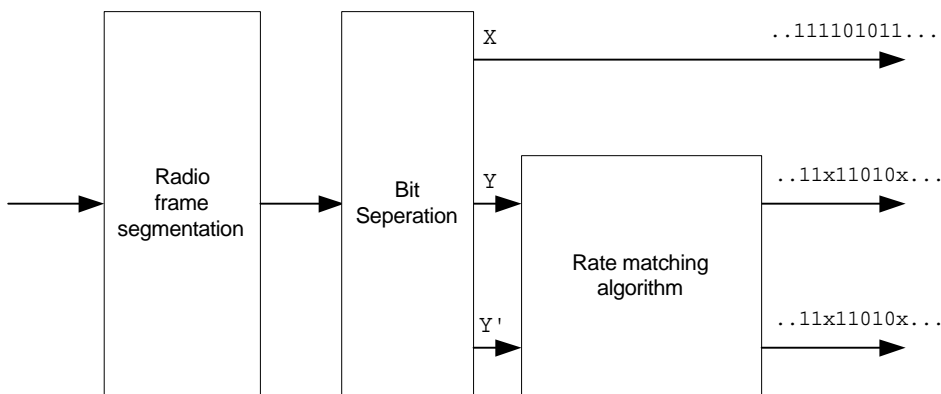 X
..111101011...
Radio
frame
segmentation
Bit
Seperation
Y
..11x11010x...
Rate matching
algorithm
Y'
..11x11010x...